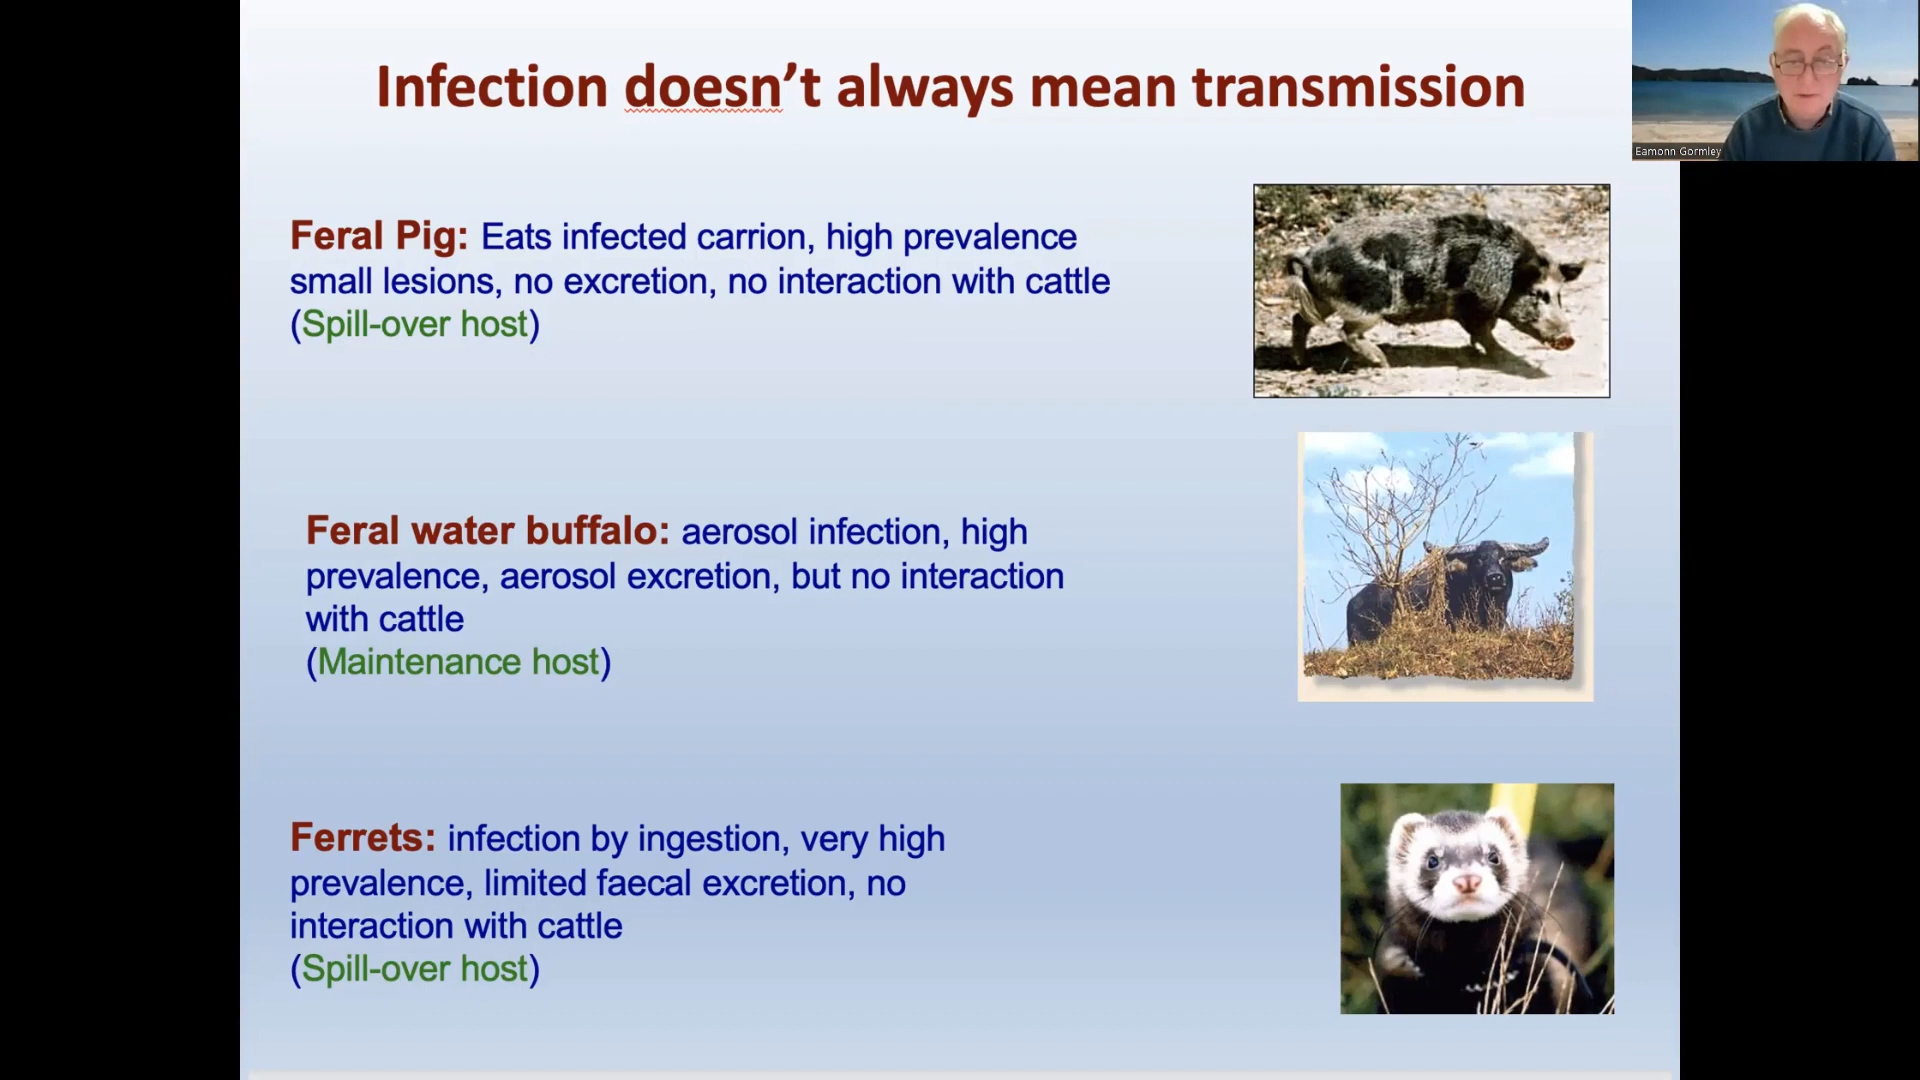 Infection doesn’t always mean transmission
Eamonn Gormley
Feral Pig: Eats infected carrion, high prevalence
small lesions, no excretion, no interaction with cattle
(Spill-over host)
Feral water buffalo: aerosol infection, high
prevalence, aerosol excretion, but no interaction
with cattle
(Maintenance host)
Ferrets: infection by ingestion, very high
prevalence, limited faecal excretion, no
interaction with cattle
(Spill-over host)